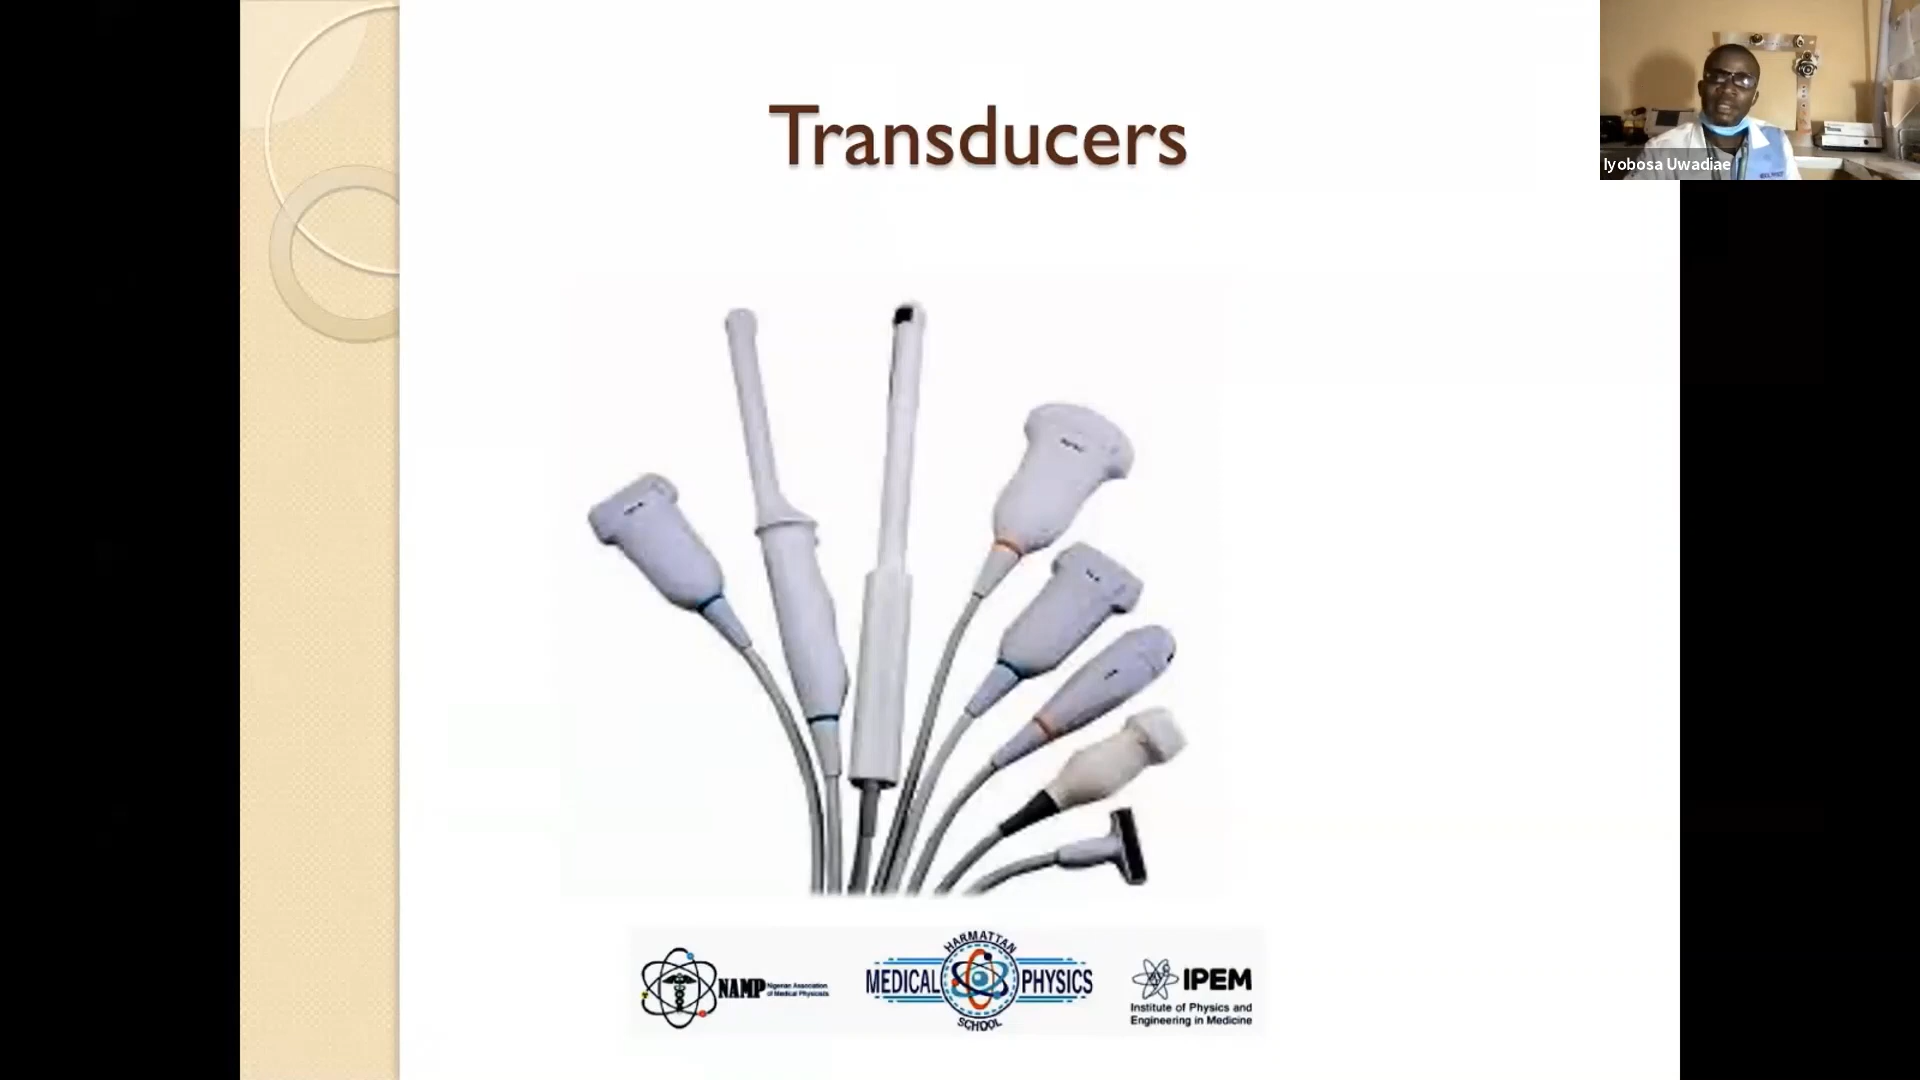 Transducers
Iyobosa Uwadiae
NAMP
Nigerian Association
of Medical Physicists
HARMATTAN
MEDICAL PHYSICS
SCHOOL
IPEM
Institute of Physics and
Engineering in Medicine